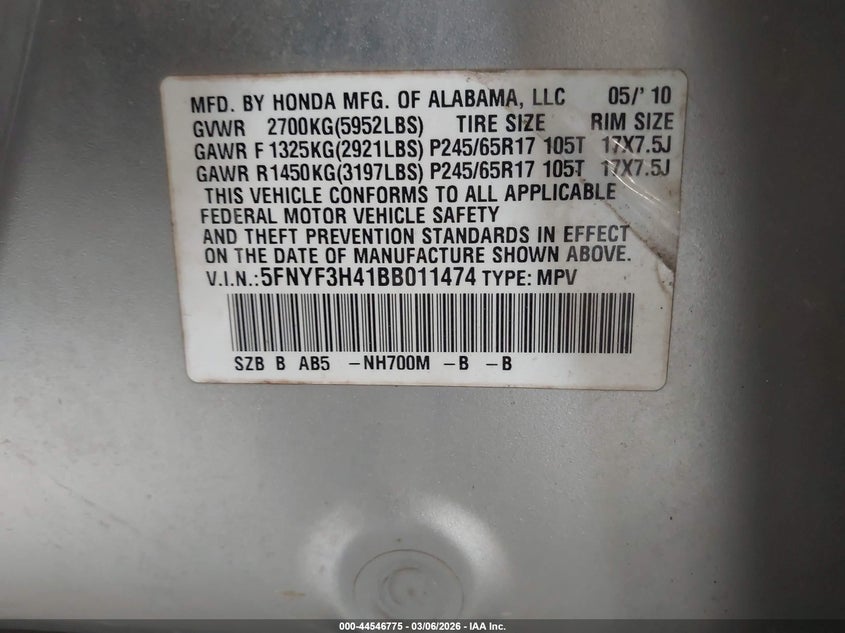 MFD. BY HONDA MFG. OF ALABAMA, LLC 05/' 10
GVWR 2700KG(5952LBS) TIRE SIZE RIM SIZE
GAWR F 1325KG(2921LBS) P245/65R17 105T 17X7.5J
GAWR R1450KG(3197LBS) P245/65R17 105T 17X7.5J
THIS VEHICLE CONFORMS TO ALL APPLICABLE
FEDERAL MOTOR VEHICLE SAFETY
AND THEFT PREVENTION STANDARDS IN EFFECT
ON THE DATE OF MANUFACTURE SHOWN ABOVE.
V.I.N.:5FNYF3H41BB011474 TYPE: MPV
SZB B AB5 -NH700M -B -B
000-44546775 — 03/06/2026 — IAA Inc.